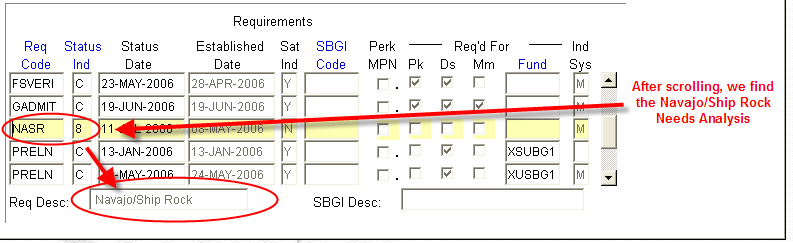 Requirements
Req Status Status Established Sat SBGI Perk Req'd For Ind
Code Ind Date Date Ind Code MPN Pk Ds Mm Fund Sys
FSVERI C 23-MAY-2006 28-APR-2006 Y M
GADMIT C 19-JUN-2006 19-JUN-2006 Y M
NASR 8 11 08-MAY-2006 N M
PRELN C 13-JAN-2006 13-JAN-2006 Y XSUBG1
PRELN C -MAY-2006 24-MAY-2006 Y XUSBG1 M
Req Desc: Navajo/Ship Rock SBGI Desc:
After scrolling, we find
the Navajo/Ship Rock
Needs Analysis